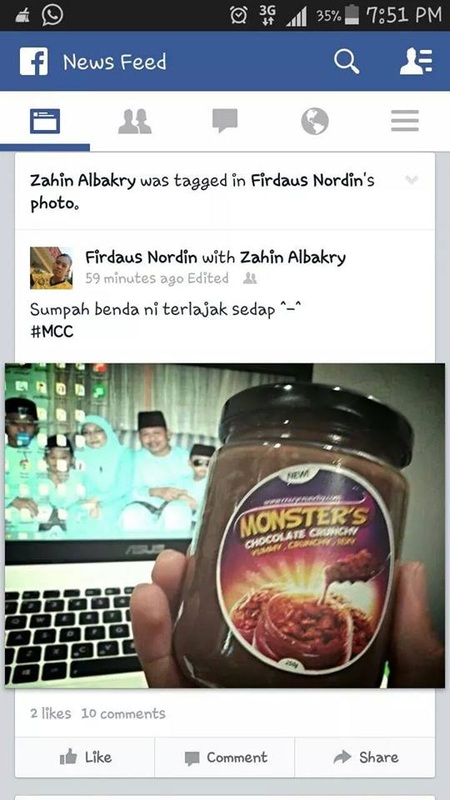 3G 35% 7:51 PM
f News Feed
Zahin Albakry was tagged in Firdaus Nordin's
photo.
Firdaus Nordin with Zahin Albakry
59 minutes ago Edited
Sumpah benda ni terlajak sedap ^-^
#MCC
NEW!
MONSTER'S
CHOCOLATE CRUNCHY
YUMMY, CRUNCHY, SEDY
250g
ASUS
2 likes 10 comments
Like Comment Share